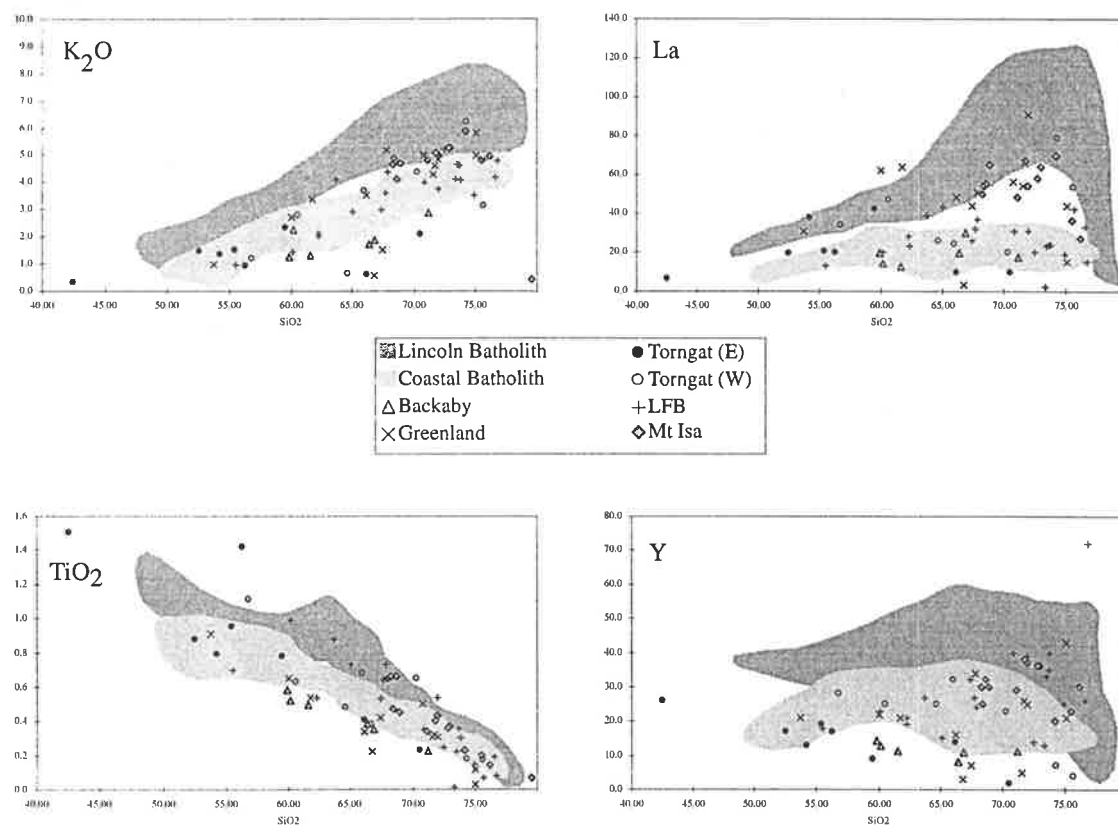 10.0
9.0
K₂O
8.0
7.0
6.0
5.0
4.0
3.0
2.0
1.0
0.0
40.00 45.00 50.00 55.00 60.00 65.00 70.00 75.00
SiO2
140.0
La
120.0
100.0
80.0
60.0
40.0
20.0
0.0
40.00 45.00 50.00 55.00 60.00 65.00 70.00 75.00
SiO2
Lincoln Batholith
Coastal Batholith
Backaby
Greenland
Torngat (E)
Torngat (W)
LFB
Mt Isa
1.6
1.4
TiO₂
1.2
1.0
0.8
0.6
0.4
0.2
0.0
40.00 45.00 50.00 55.00 60.00 65.00 70.00 75.00
SiO2
80.0
Y
70.0
60.0
50.0
40.0
30.0
20.0
10.0
0.0
40.00 45.00 50.00 55.00 60.00 65.00 70.00 75.00
SiO2